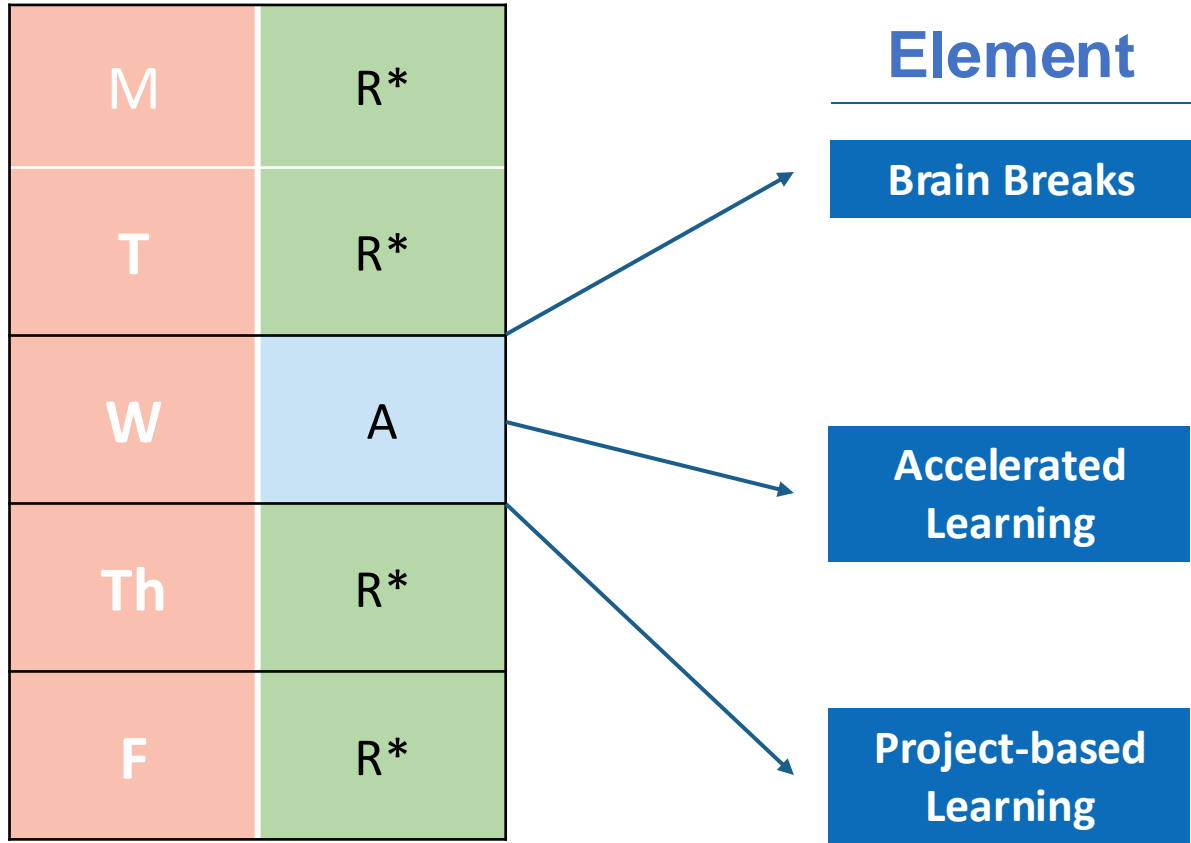 M R*
T R*
W A
Th R*
F R*
Element
Brain Breaks
Accelerated
Learning
Project-based
Learning